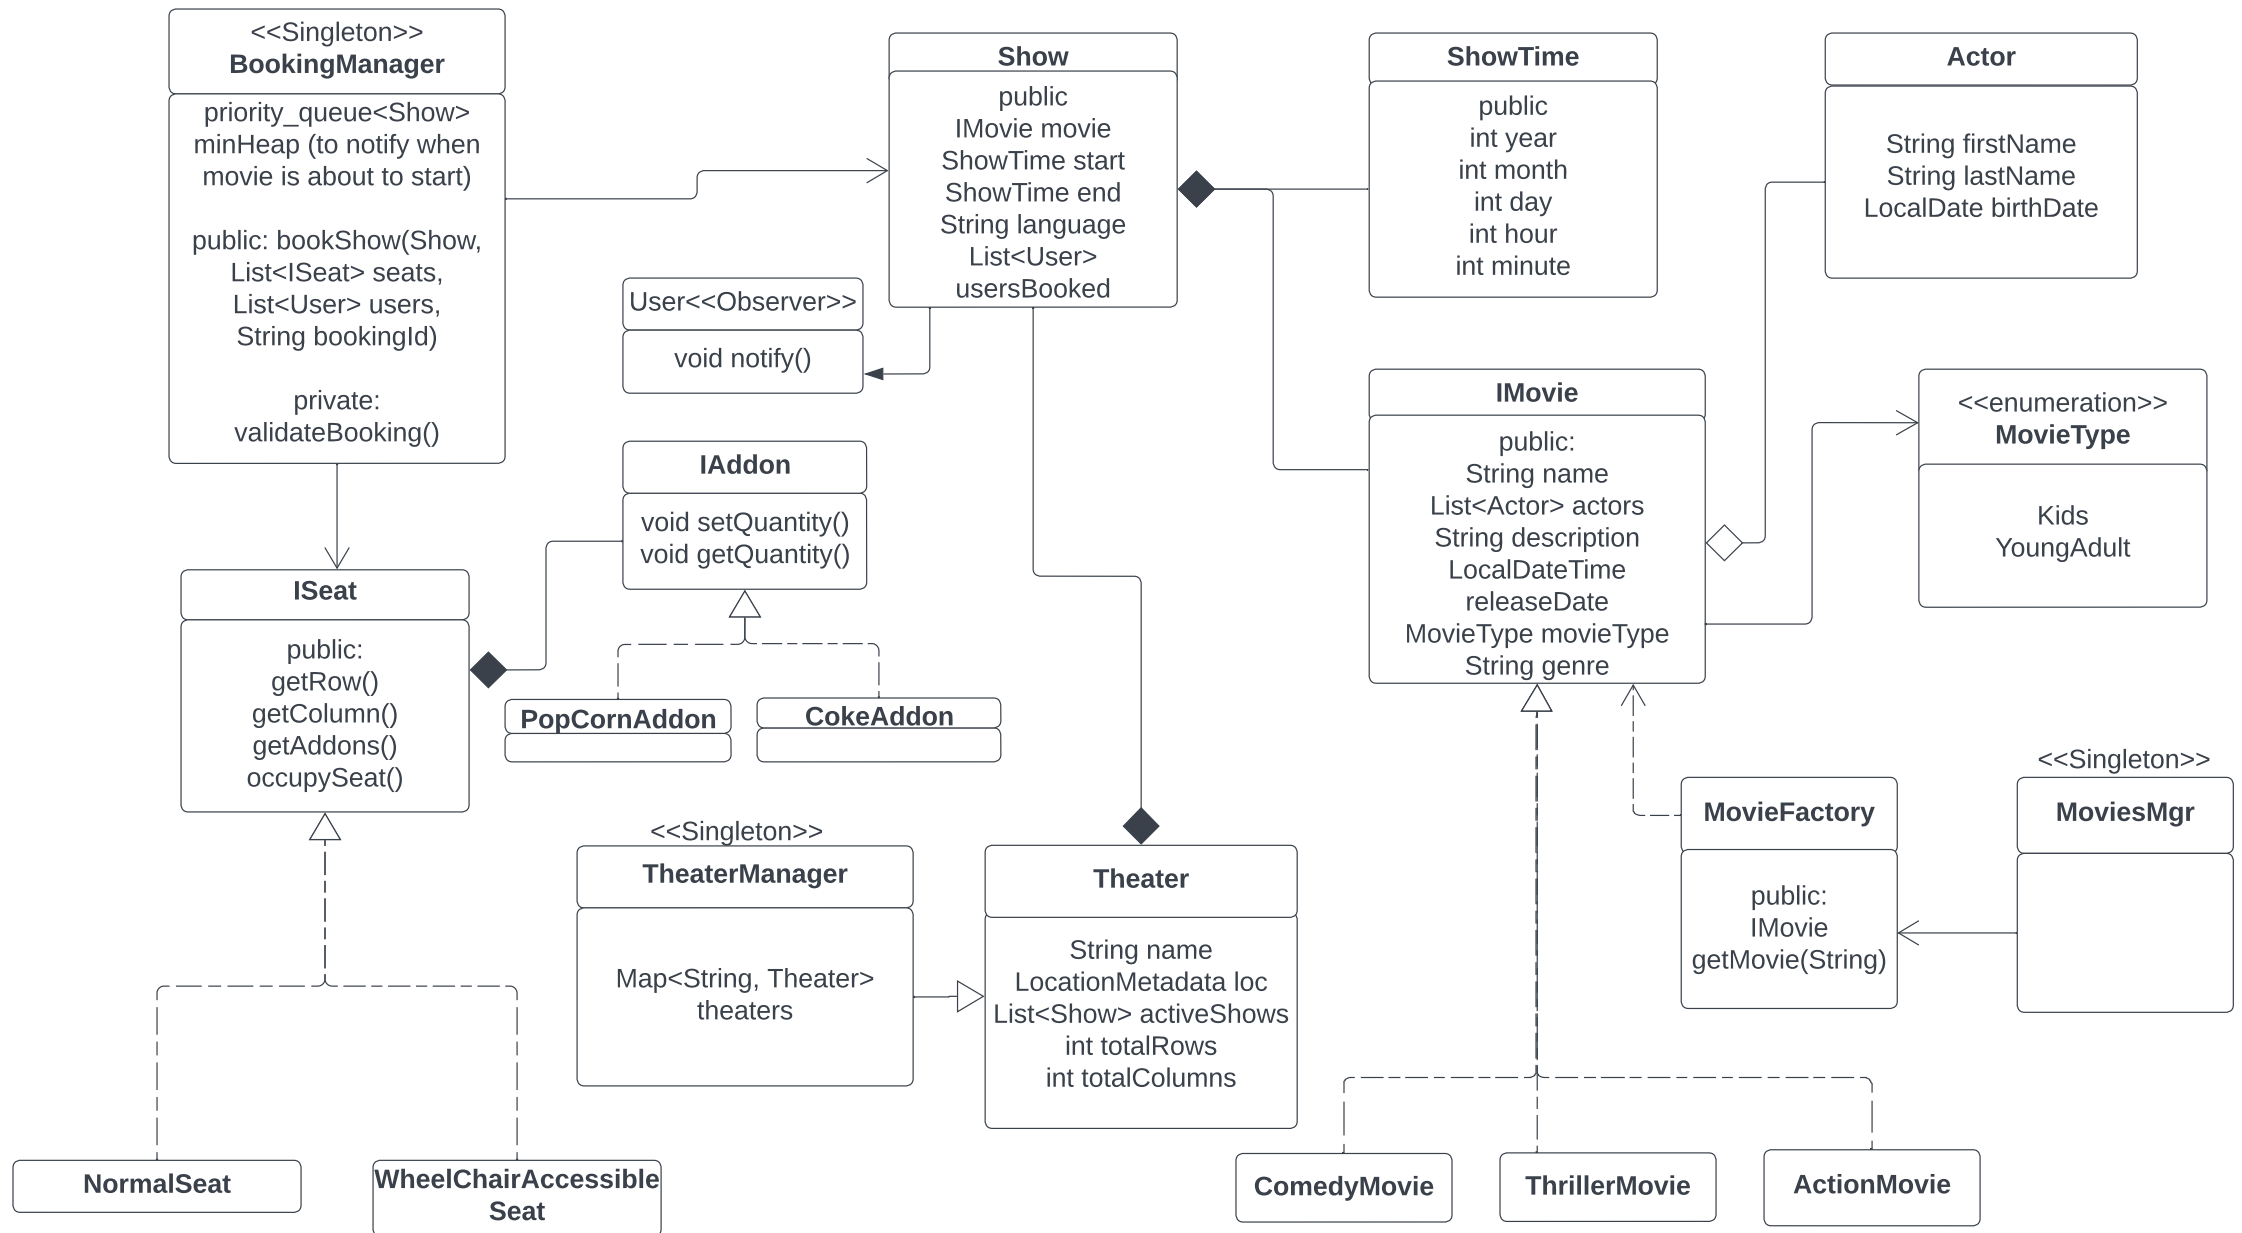 <<Singleton>>
BookingManager
priority_queue<Show>
minHeap (to notify when
movie is about to start)
public: bookShow(Show,
List<ISeat> seats,
List<User> users,
String bookingId)
private:
validateBooking()
Show
public
IMovie movie
ShowTime start
ShowTime end
String language
List<User>
usersBooked
ShowTime
public
int year
int month
int day
int hour
int minute
Actor
String firstName
String lastName
LocalDate birthDate
User<<Observer>>
void notify()
IAddon
void setQuantity()
void getQuantity()
IMovie
public:
String name
List<Actor> actors
String description
LocalDateTime
releaseDate
MovieType movieType
String genre
<<enumeration>>
MovieType
Kids
YoungAdult
ISeat
public:
getRow()
getColumn()
getAddons()
occupySeat()
PopCornAddon
CokeAddon
<<Singleton>>
TheaterManager
Map<String, Theater>
theaters
Theater
String name
LocationMetadata loc
List<Show> activeShows
int totalRows
int totalColumns
MovieFactory
public:
IMovie
getMovie(String)
<<Singleton>>
MoviesMgr
NormalSeat
WheelChairAccessible
Seat
ComedyMovie
ThrillerMovie
ActionMovie